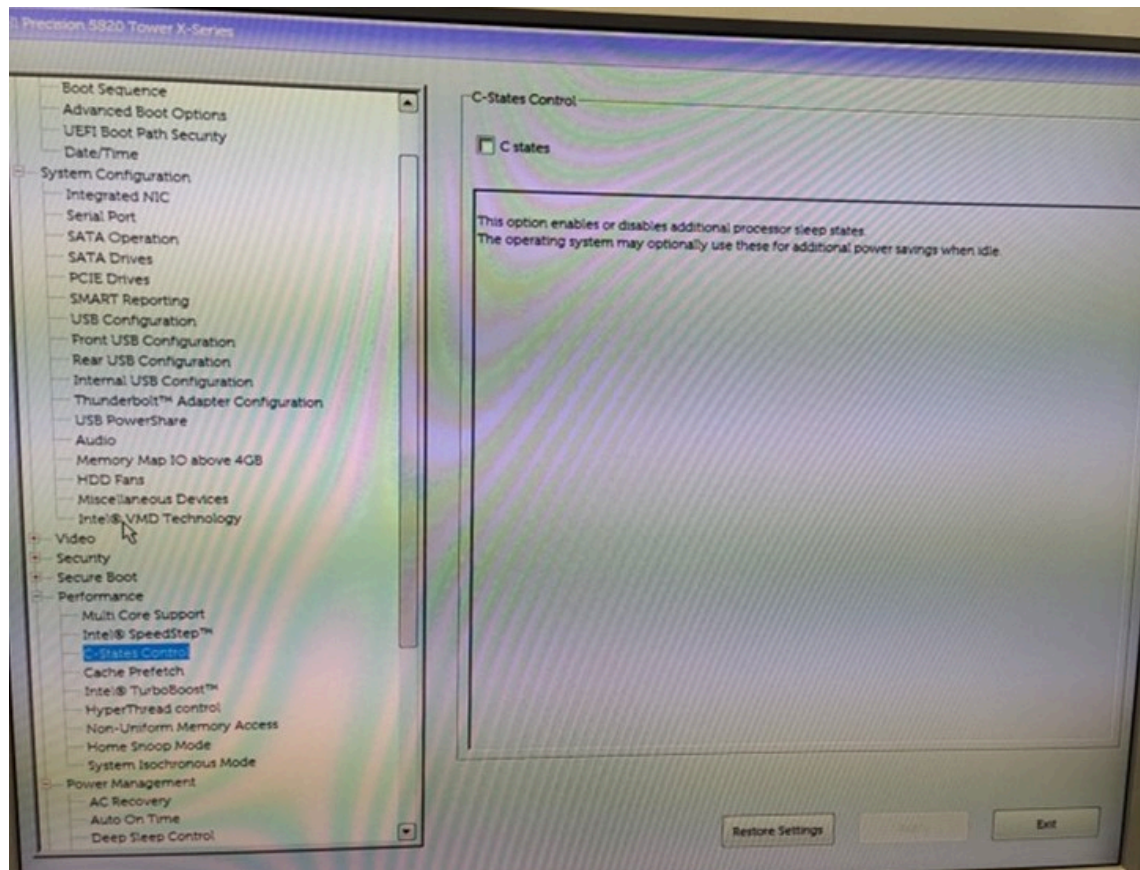 Precision 5820 Tower X-Series
Boot Sequence
Advanced Boot Options
UEFI Boot Path Security
Date/Time
System Configuration
Integrated NIC
Serial Port
SATA Operation
SATA Drives
PCIE Drives
SMART Reporting
USB Configuration
Front USB Configuration
Rear USB Configuration
Internal USB Configuration
Thunderbolt™ Adapter Configuration
USB PowerShare
Audio
Memory Map IO above 4GB
HDD Fans
Miscellaneous Devices
Intel® VMD Technology
Video
Security
Secure Boot
Performance
Multi Core Support
Intel® SpeedStep™
C-States Control
Cache Prefetch
Intel® TurboBoost™
HyperThread control
Non-Uniform Memory Access
Home Snoop Mode
System Isochronous Mode
Power Management
AC Recovery
Auto On Time
Deep Sleep Control
C-States Control
C states
This option enables or disables additional processor sleep states.
The operating system may optionally use these for additional power savings when idle.
Restore Settings
Exit